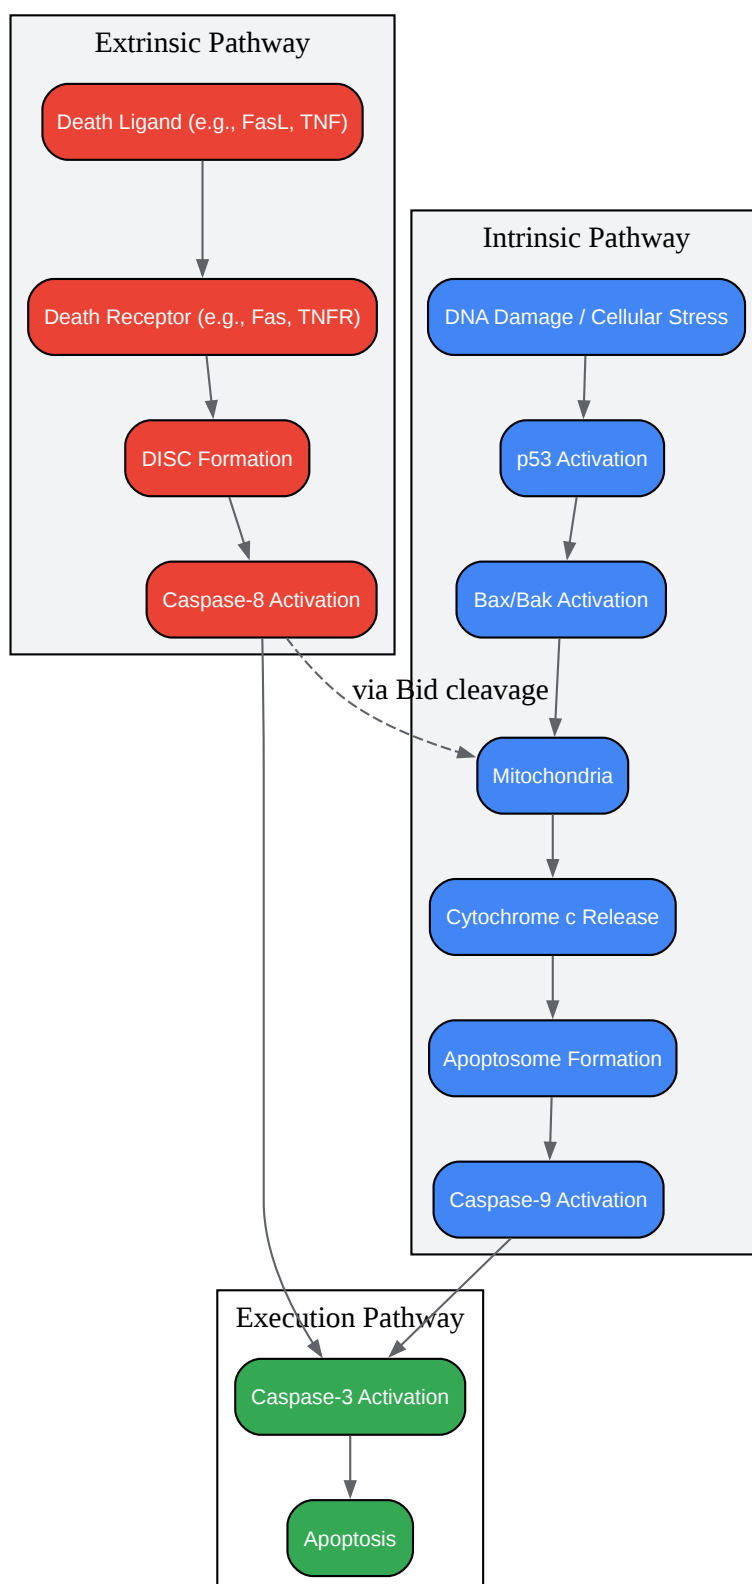 Extrinsic Pathway
Death Ligand (e.g., FasL, TNF)
Death Receptor (e.g., Fas, TNFR)
DISC Formation
Caspase-8 Activation
Intrinsic Pathway
DNA Damage / Cellular Stress
p53 Activation
Bax/Bak Activation
via Bid cleavage
Mitochondria
Cytochrome c Release
Apoptosome Formation
Caspase-9 Activation
Execution Pathway
Caspase-3 Activation
Apoptosis